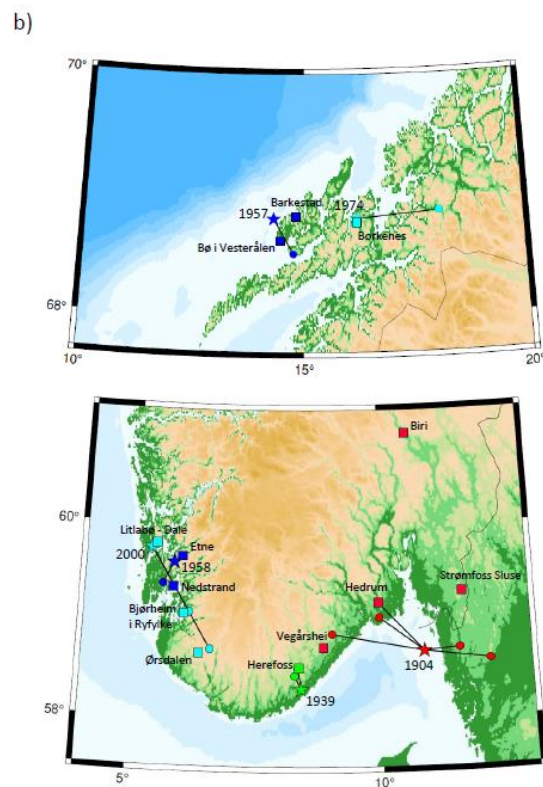 b)
70°
1957
Barkestad
1974
Borkenes
Bø i Vesterålen
68°
10°
15°
20°
Biri
60°
Litlabø - Dale
2000
Etne
1958
Nedstrand
Hedrum
Strømfoss Sluse
Bjørheim
i Ryfylke
Vegårshei
Ørsdalen
Herefoss
1904
1939
58°
5°
10°